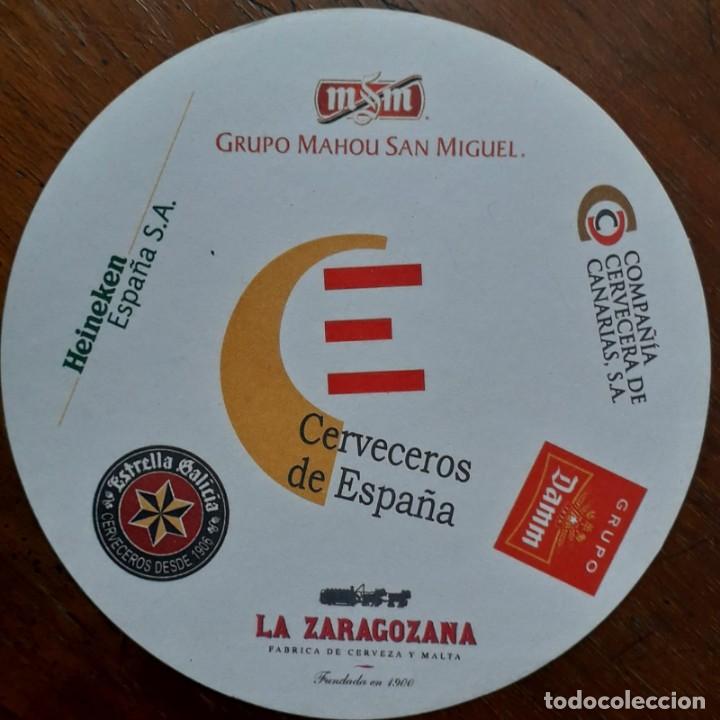 msm
GRUPO MAHOU SAN MIGUEL.
Heineken
España S.A.
COMPAÑÍA
CERVECERA DE
CANARIAS, S.A.
Cerveceros
de España
Estrella Galicia
CERVECEROS DESDE 1906
GRUPO
Damm
LA ZARAGOZANA
FABRICA DE CERVEZA Y MALTA
Fundada en 1900
todocoleccion